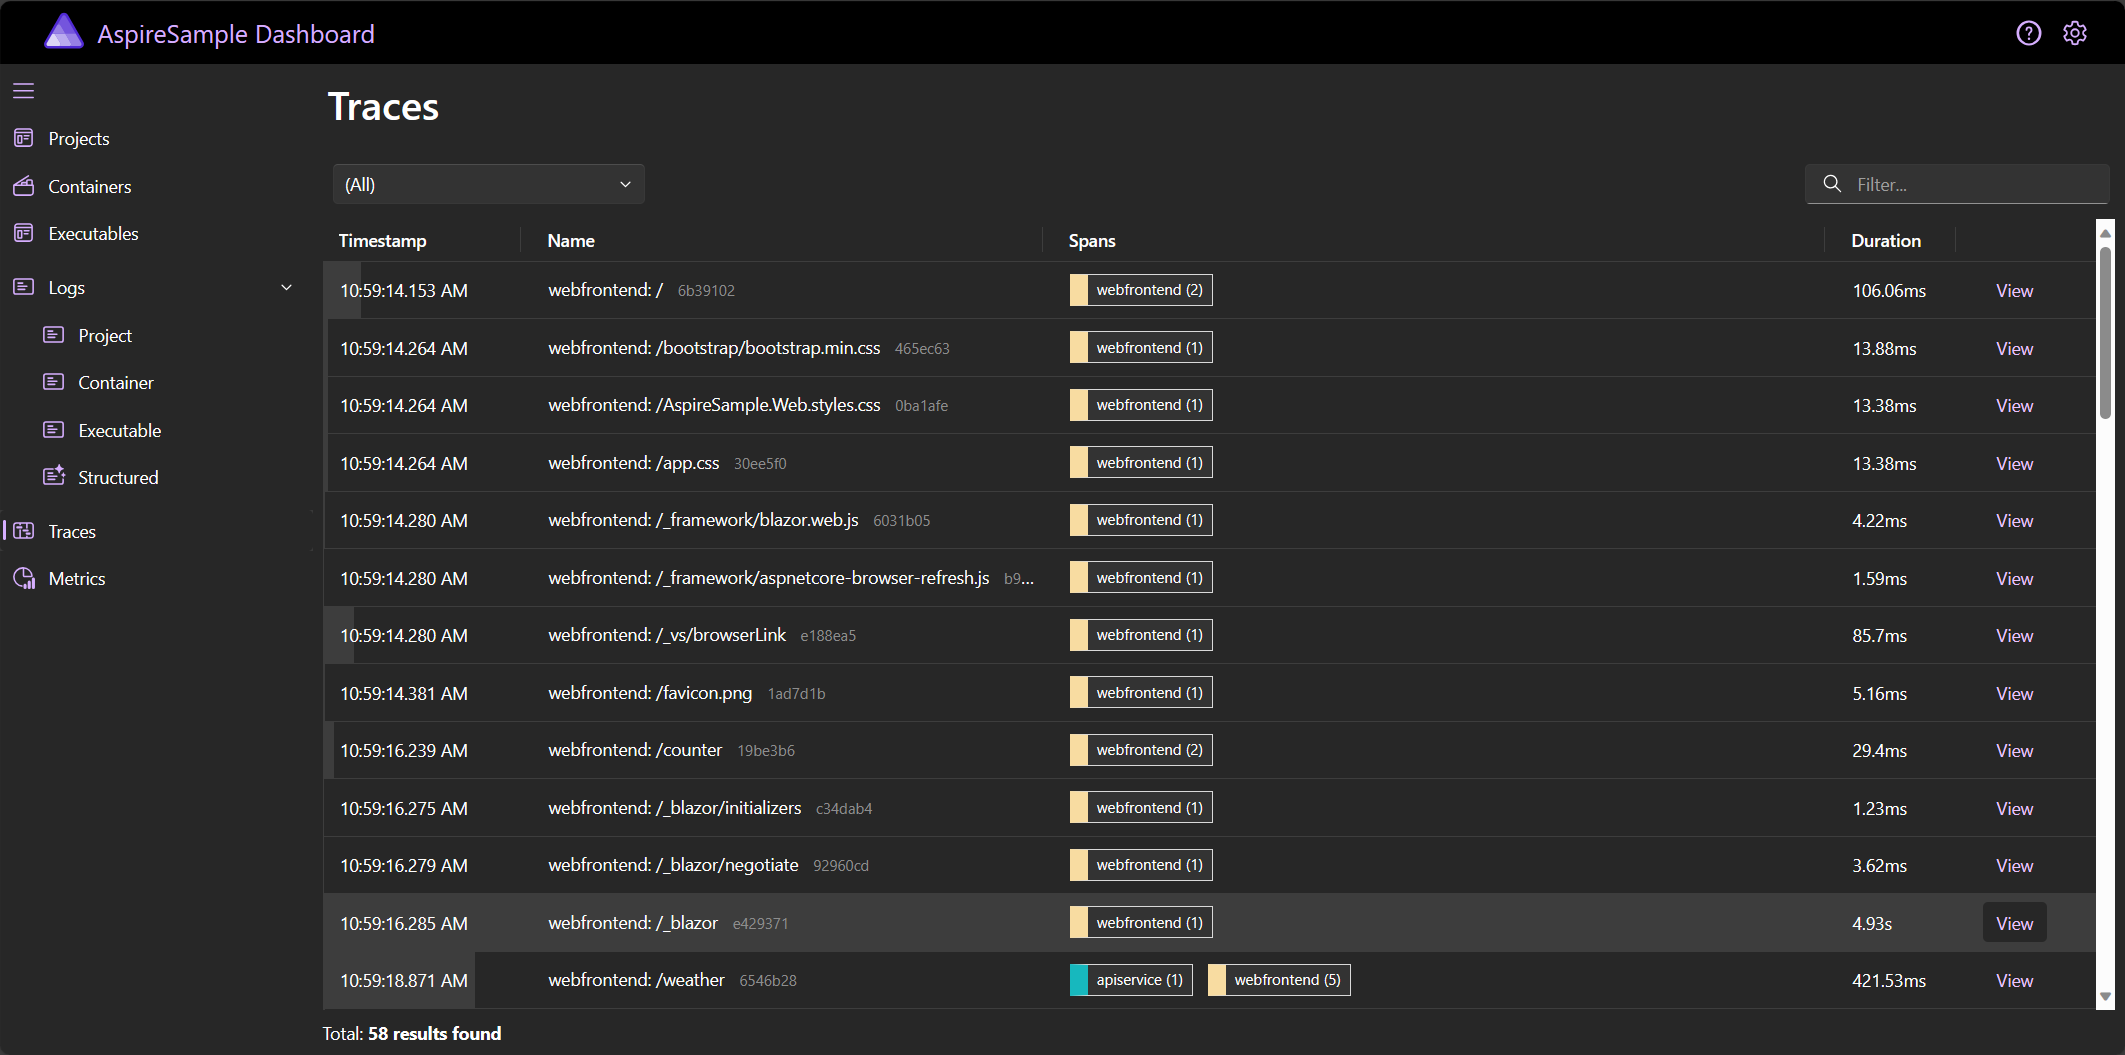 AspireSample Dashboard
Projects
Containers
Executables
Logs
Project
Container
Executable
Structured
Traces
Metrics
Traces
(All)
Filter...
Timestamp Name Spans Duration
10:59:14.153 AM webfrontend: / 6b39102 webfrontend (2) 106.06ms View
10:59:14.264 AM webfrontend: /bootstrap/bootstrap.min.css 465ec63 webfrontend (1) 13.88ms View
10:59:14.264 AM webfrontend: /AspireSample.Web.styles.css 0ba1afe webfrontend (1) 13.38ms View
10:59:14.264 AM webfrontend: /app.css 30ee5f0 webfrontend (1) 13.38ms View
10:59:14.280 AM webfrontend: /_framework/blazor.web.js 6031b05 webfrontend (1) 4.22ms View
10:59:14.280 AM webfrontend: /_framework/aspnetcore-browser-refresh.js b9... webfrontend (1) 1.59ms View
10:59:14.280 AM webfrontend: /_vs/browserLink e188ea5 webfrontend (1) 85.7ms View
10:59:14.381 AM webfrontend: /favicon.png 1ad7d1b webfrontend (1) 5.16ms View
10:59:16.239 AM webfrontend: /counter 19be3b6 webfrontend (2) 29.4ms View
10:59:16.275 AM webfrontend: /_blazor/initializers c34dab4 webfrontend (1) 1.23ms View
10:59:16.279 AM webfrontend: /_blazor/negotiate 92960cd webfrontend (1) 3.62ms View
10:59:16.285 AM webfrontend: /_blazor e429371 webfrontend (1) 4.93s View
10:59:18.871 AM webfrontend: /weather 6546b28 apiservice (1) webfrontend (5) 421.53ms View
Total: 58 results found